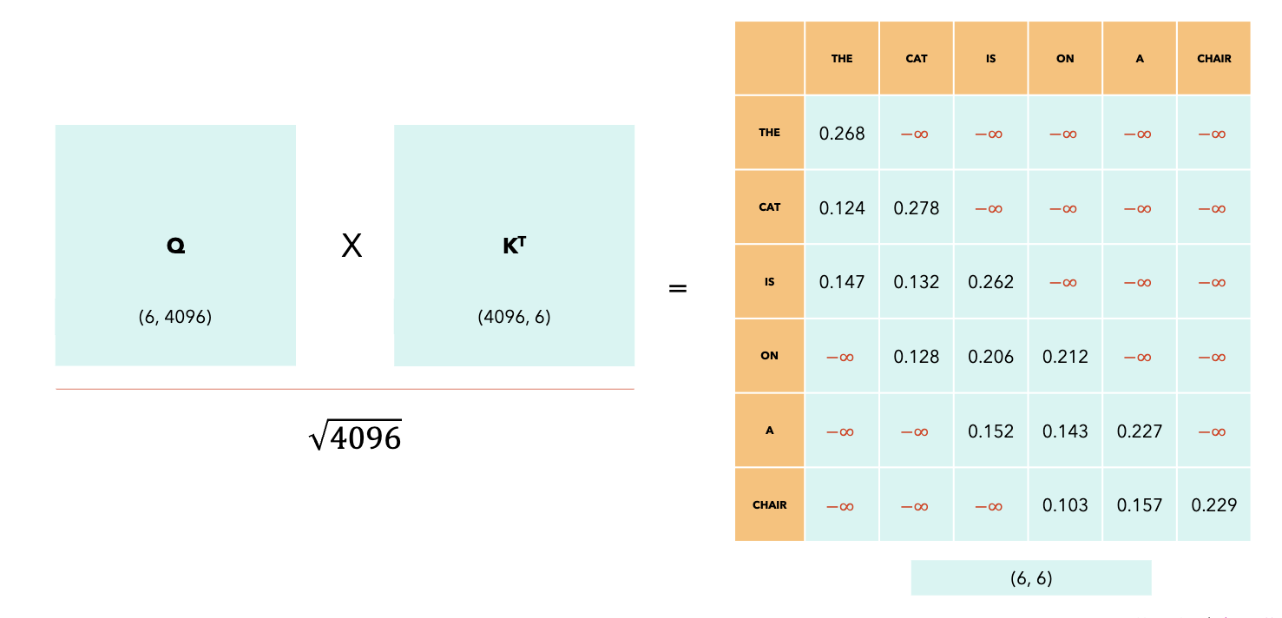 THE CAT IS ON A CHAIR
THE 0.268 −∞ −∞ −∞ −∞ −∞
CAT 0.124 0.278 −∞ −∞ −∞ −∞
IS 0.147 0.132 0.262 −∞ −∞ −∞
ON −∞ 0.128 0.206 0.212 −∞ −∞
A −∞ −∞ 0.152 0.143 0.227 −∞
CHAIR −∞ −∞ −∞ 0.103 0.157 0.229
(6, 6)
Q X Kᵀ =
(6, 4096) (4096, 6)
√4096